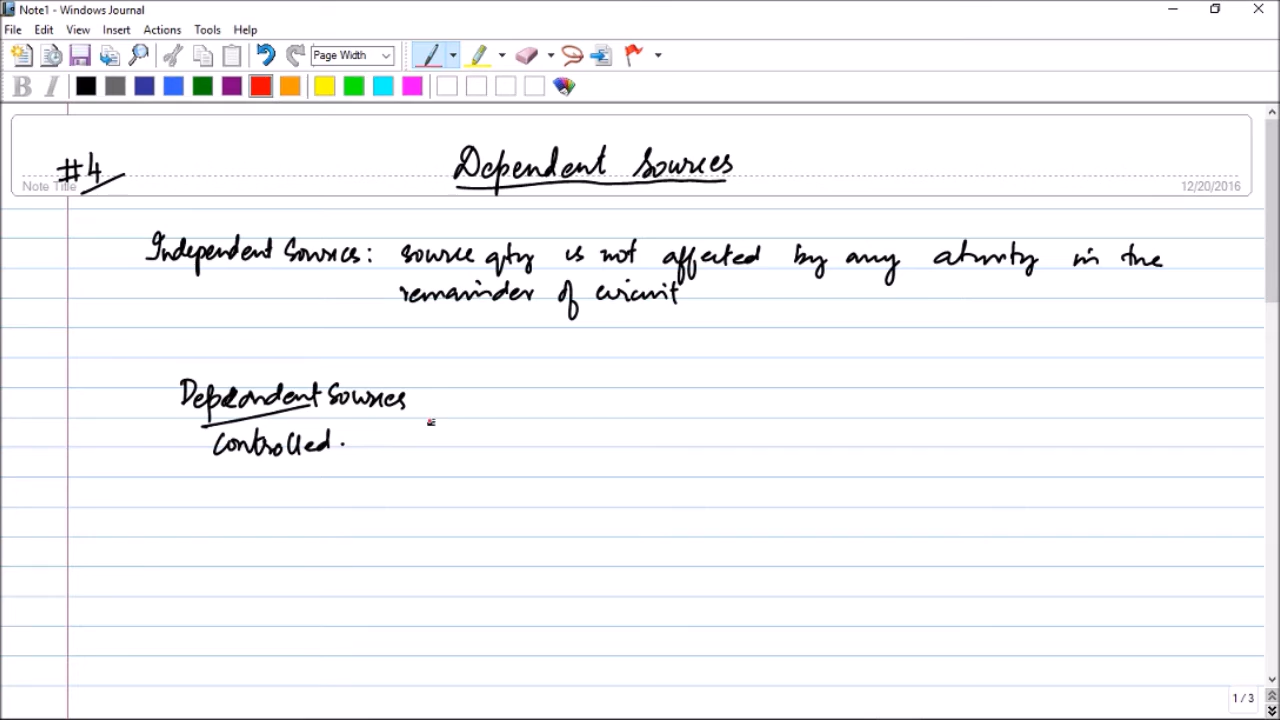 Note1 - Windows Journal
File Edit View Insert Actions Tools Help
Page Width
B I
#4 Dependent Sources
Note Title 12/20/2016
Independent Sources: source qty is not affected by any ativity in the
remainder of circuit
Dependent Sources
Controlled.
1 / 3